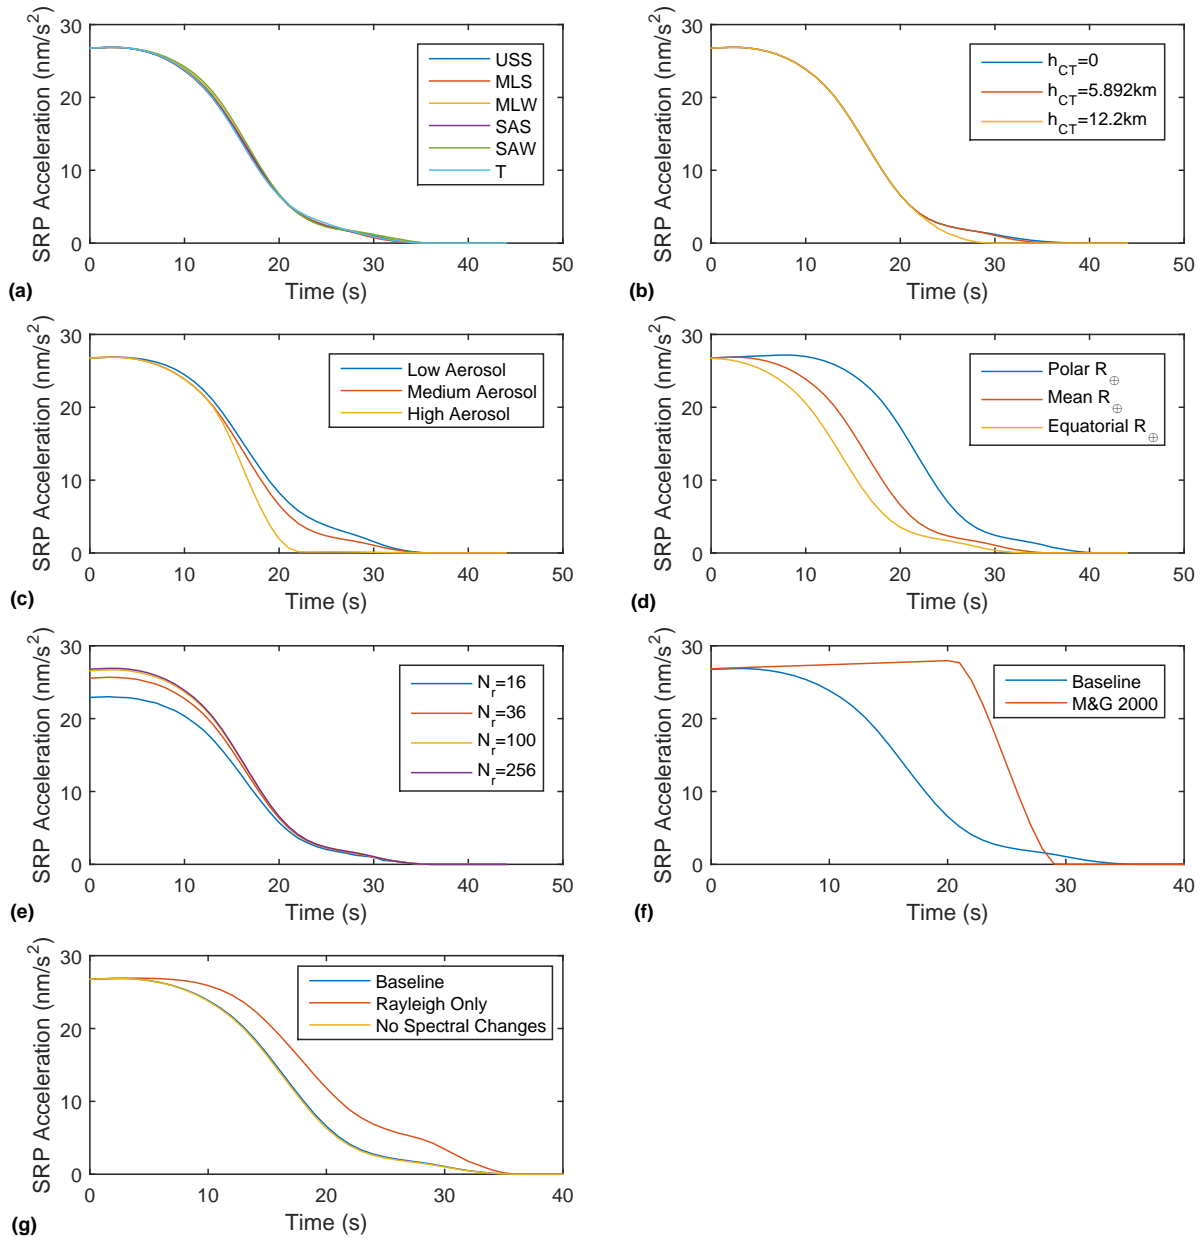 SRP Acceleration (nm/s²)
30
20
10
0
0 10 20 30 40 50
Time (s)
USS
MLS
MLW
SAS
SAW
T
(a)
SRP Acceleration (nm/s²)
30
20
10
0
0 10 20 30 40 50
Time (s)
h_CT=0
h_CT=5.892km
h_CT=12.2km
(b)
SRP Acceleration (nm/s²)
30
20
10
0
0 10 20 30 40 50
Time (s)
Low Aerosol
Medium Aerosol
High Aerosol
(c)
SRP Acceleration (nm/s²)
30
20
10
0
0 10 20 30 40 50
Time (s)
Polar R_⊕
Mean R_⊕
Equatorial R_⊕
(d)
SRP Acceleration (nm/s²)
30
20
10
0
0 10 20 30 40 50
Time (s)
N_r=16
N_r=36
N_r=100
N_r=256
(e)
SRP Acceleration (nm/s²)
30
20
10
0
0 10 20 30 40
Time (s)
Baseline
M&G 2000
(f)
SRP Acceleration (nm/s²)
30
20
10
0
0 10 20 30 40
Time (s)
Baseline
Rayleigh Only
No Spectral Changes
(g)